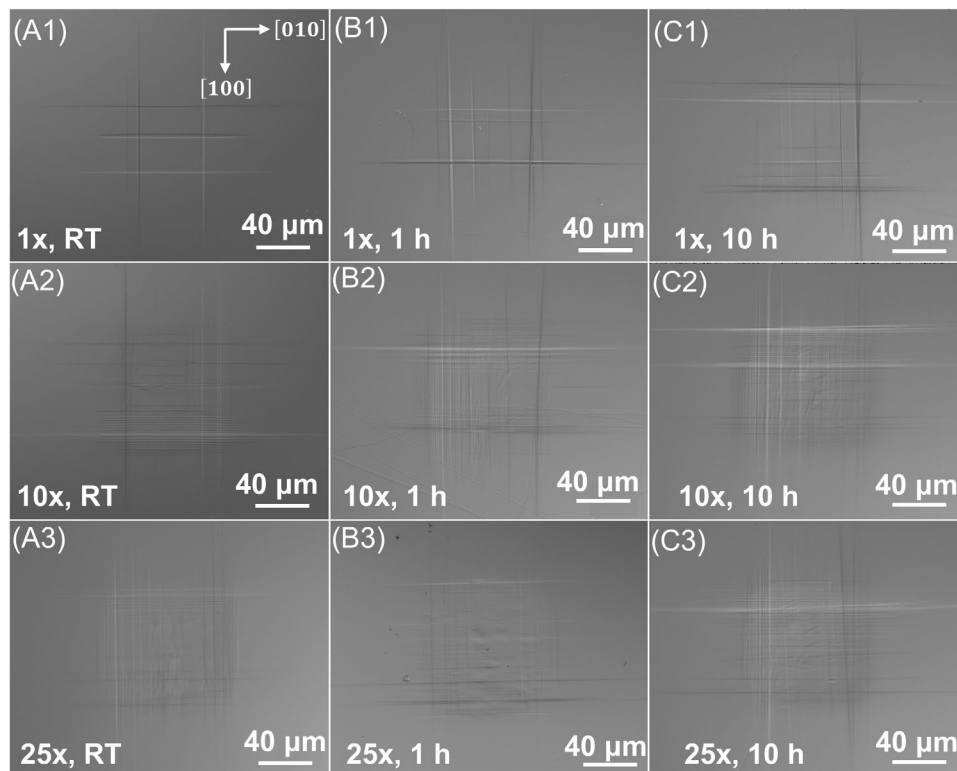 (A1)
[010]
[100]
1x, RT
40 µm
(B1)
1x, 1 h
40 µm
(C1)
1x, 10 h
40 µm
(A2)
10x, RT
40 µm
(B2)
10x, 1 h
40 µm
(C2)
10x, 10 h
40 µm
(A3)
25x, RT
40 µm
(B3)
25x, 1 h
40 µm
(C3)
25x, 10 h
40 µm